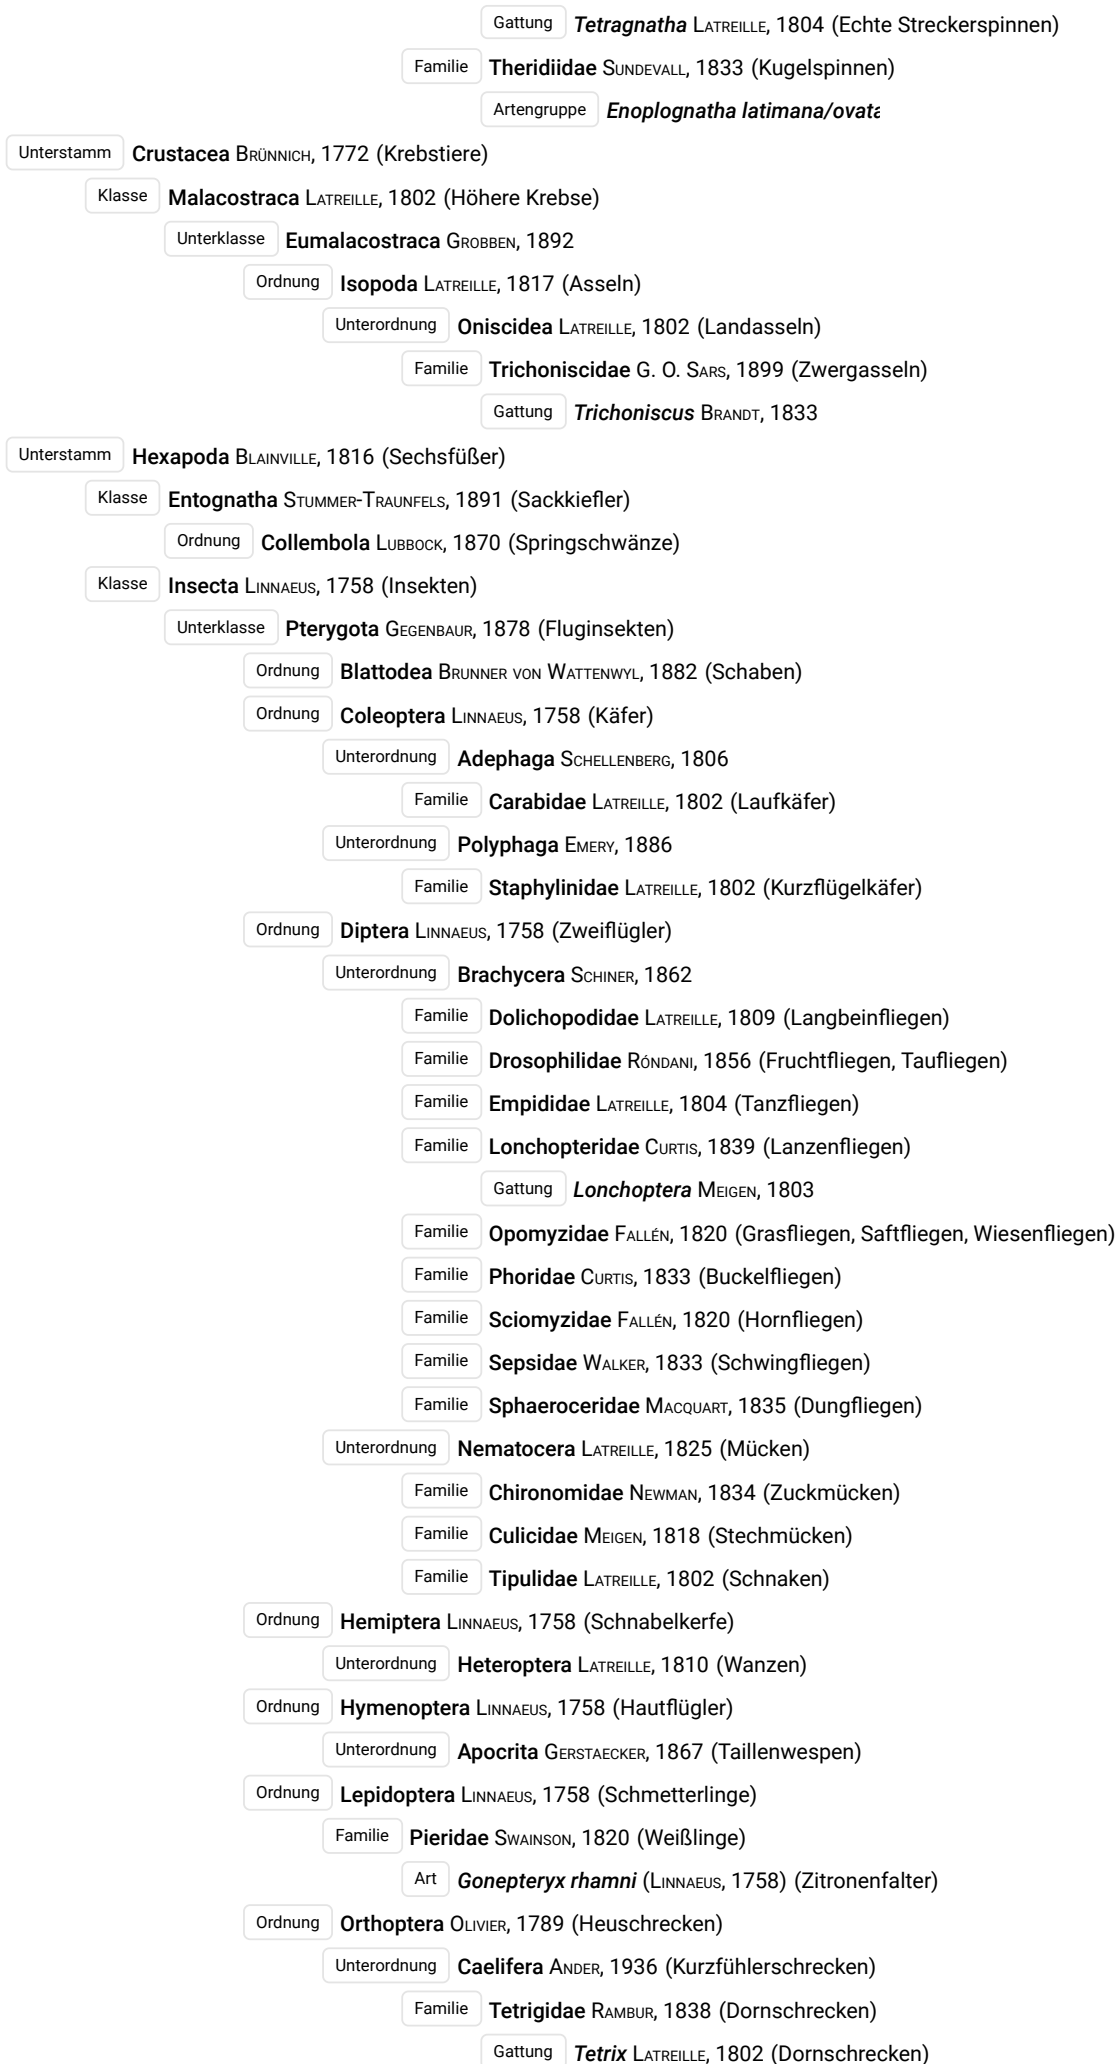 Gattung Tetragnatha Latreille, 1804 (Echte Streckerspinnen)
Familie Theridiidae Sundevall, 1833 (Kugelspinnen)
Artengruppe Enoplognatha latimana/ovata
Unterstamm Crustacea Brünnich, 1772 (Krebstiere)
Klasse Malacostraca Latreille, 1802 (Höhere Krebse)
Unterklasse Eumalacostraca Grobben, 1892
Ordnung Isopoda Latreille, 1817 (Asseln)
Unterordnung Oniscidea Latreille, 1802 (Landasseln)
Familie Trichoniscidae G. O. Sars, 1899 (Zwergasseln)
Gattung Trichoniscus Brandt, 1833
Unterstamm Hexapoda Blainville, 1816 (Sechsfüßer)
Klasse Entognatha Stummer-Traunfels, 1891 (Sackkiefler)
Ordnung Collembola Lubbock, 1870 (Springschwänze)
Klasse Insecta Linnaeus, 1758 (Insekten)
Unterklasse Pterygota Gegenbaur, 1878 (Fluginsekten)
Ordnung Blattodea Brunner von Wattenwyl, 1882 (Schaben)
Ordnung Coleoptera Linnaeus, 1758 (Käfer)
Unterordnung Adephaga Schellenberg, 1806
Familie Carabidae Latreille, 1802 (Laufkäfer)
Unterordnung Polyphaga Emery, 1886
Familie Staphylinidae Latreille, 1802 (Kurzflügelkäfer)
Ordnung Diptera Linnaeus, 1758 (Zweiflügler)
Unterordnung Brachycera Schiner, 1862
Familie Dolichopodidae Latreille, 1809 (Langbeinfliegen)
Familie Drosophilidae Róndani, 1856 (Fruchtfliegen, Taufliegen)
Familie Empididae Latreille, 1804 (Tanzfliegen)
Familie Lonchopteridae Curtis, 1839 (Lanzenfliegen)
Gattung Lonchoptera Meigen, 1803
Familie Opomyzidae Fallén, 1820 (Grasfliegen, Saftfliegen, Wiesenfliegen)
Familie Phoridae Curtis, 1833 (Buckelfliegen)
Familie Sciomyzidae Fallén, 1820 (Hornfliegen)
Familie Sepsidae Walker, 1833 (Schwingfliegen)
Familie Sphaeroceridae Macquart, 1835 (Dungfliegen)
Unterordnung Nematocera Latreille, 1825 (Mücken)
Familie Chironomidae Newman, 1834 (Zuckmücken)
Familie Culicidae Meigen, 1818 (Stechmücken)
Familie Tipulidae Latreille, 1802 (Schnaken)
Ordnung Hemiptera Linnaeus, 1758 (Schnabelkerfe)
Unterordnung Heteroptera Latreille, 1810 (Wanzen)
Ordnung Hymenoptera Linnaeus, 1758 (Hautflügler)
Unterordnung Apocrita Gerstaecker, 1867 (Taillenwespen)
Ordnung Lepidoptera Linnaeus, 1758 (Schmetterlinge)
Familie Pieridae Swainson, 1820 (Weißlinge)
Art Gonepteryx rhamni (Linnaeus, 1758) (Zitronenfalter)
Ordnung Orthoptera Olivier, 1789 (Heuschrecken)
Unterordnung Caelifera Ander, 1936 (Kurzfühlerschrecken)
Familie Tetrigidae Rambur, 1838 (Dornschrecken)
Gattung Tetrix Latreille, 1802 (Dornschrecken)